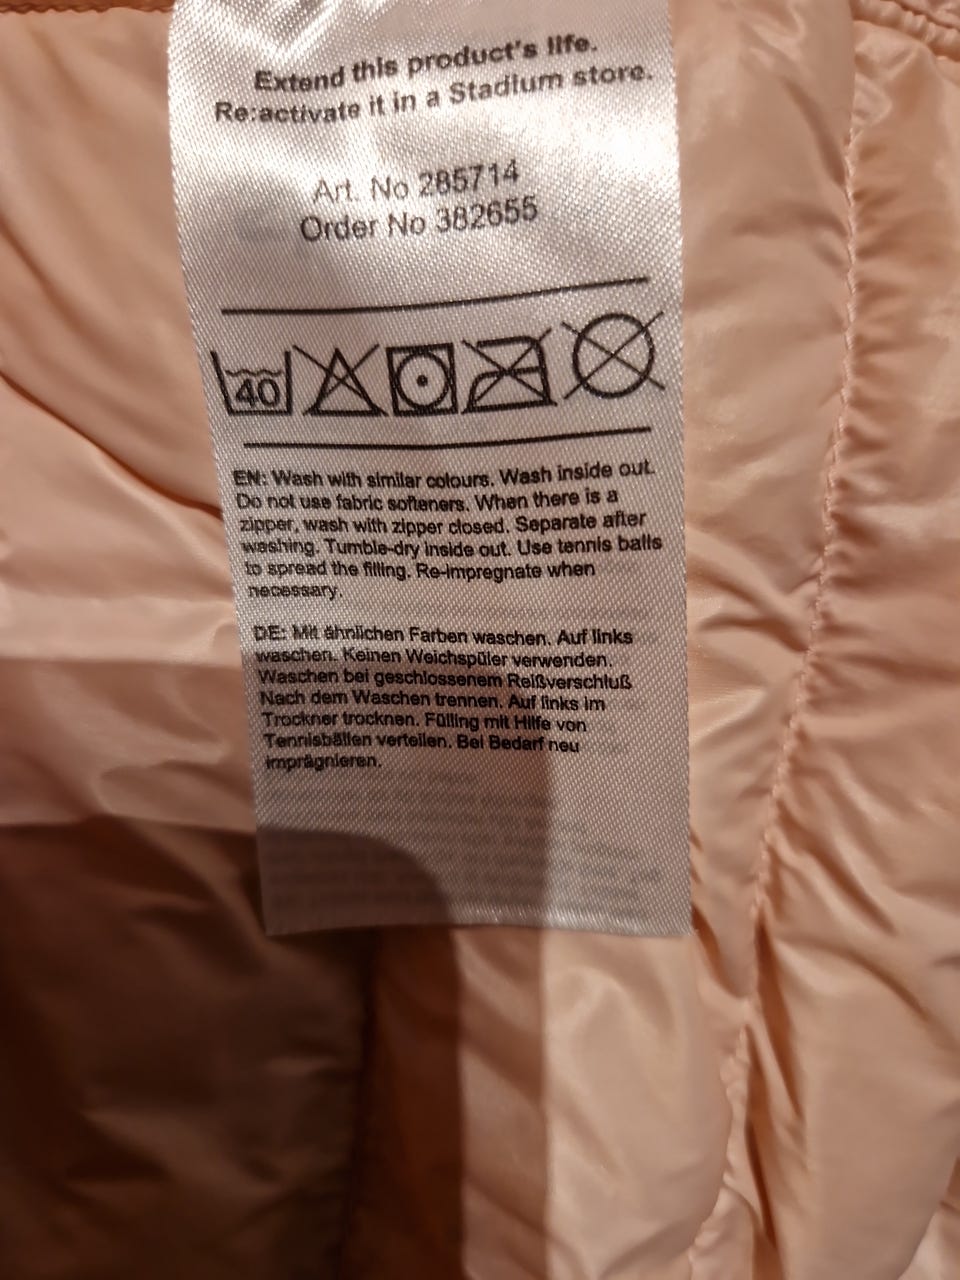 Extend this product's life.
Re:activate it in a Stadium store.
Art. No 285714
Order No 382655
40
EN: Wash with similar colours. Wash inside out.
Do not use fabric softeners. When there is a
zipper, wash with zipper closed. Separate after
washing. Tumble-dry inside out. Use tennis balls
to spread the filling. Re-impregnate when
necessary.
DE: Mit ähnlichen Farben waschen. Auf links
waschen. Keinen Weichspüler verwenden.
Waschen bei geschlossenem Reißverschluß
Nach dem Waschen trennen. Auf links im
Trockner trocknen. Fülling mit Hilfe von
Tennisbällen verteilen. Bei Bedarf neu
imprägnieren.